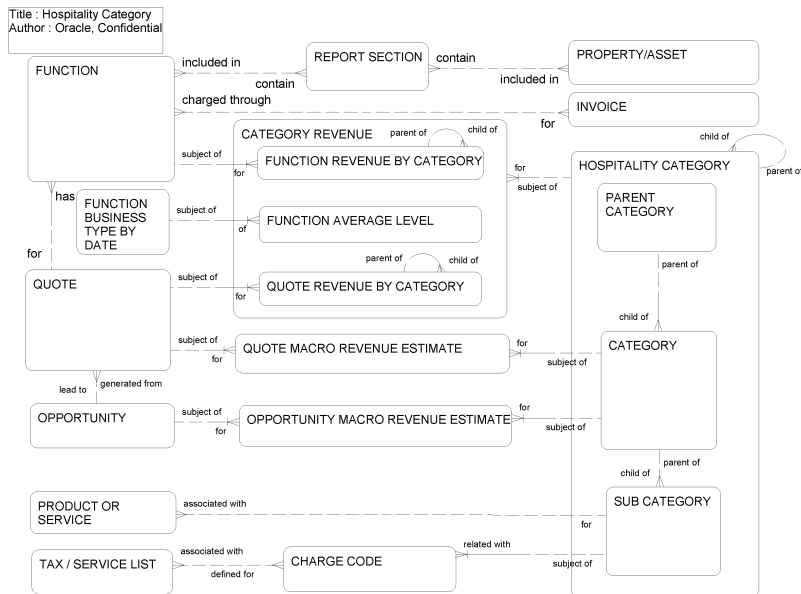 Title : Hospitality Category
Author : Oracle, Confidential
FUNCTION
included in
contain
REPORT SECTION
contain
included in
PROPERTY/ASSET
charged through
for
INVOICE
CATEGORY REVENUE
parent of
child of
subject of
for
FUNCTION REVENUE BY CATEGORY
for
subject of
child of
parent of
HOSPITALITY CATEGORY
PARENT
CATEGORY
has
for
FUNCTION
BUSINESS
TYPE BY
DATE
subject of
of
FUNCTION AVERAGE LEVEL
parent of
child of
QUOTE
subject of
for
QUOTE REVENUE BY CATEGORY
parent of
child of
subject of
for
QUOTE MACRO REVENUE ESTIMATE
for
subject of
CATEGORY
lead to
generated from
OPPORTUNITY
subject of
for
OPPORTUNITY MACRO REVENUE ESTIMATE
for
subject of
parent of
child of
SUB CATEGORY
PRODUCT OR
SERVICE
associated with
for
TAX / SERVICE LIST
associated with
defined for
CHARGE CODE
related with
subject of